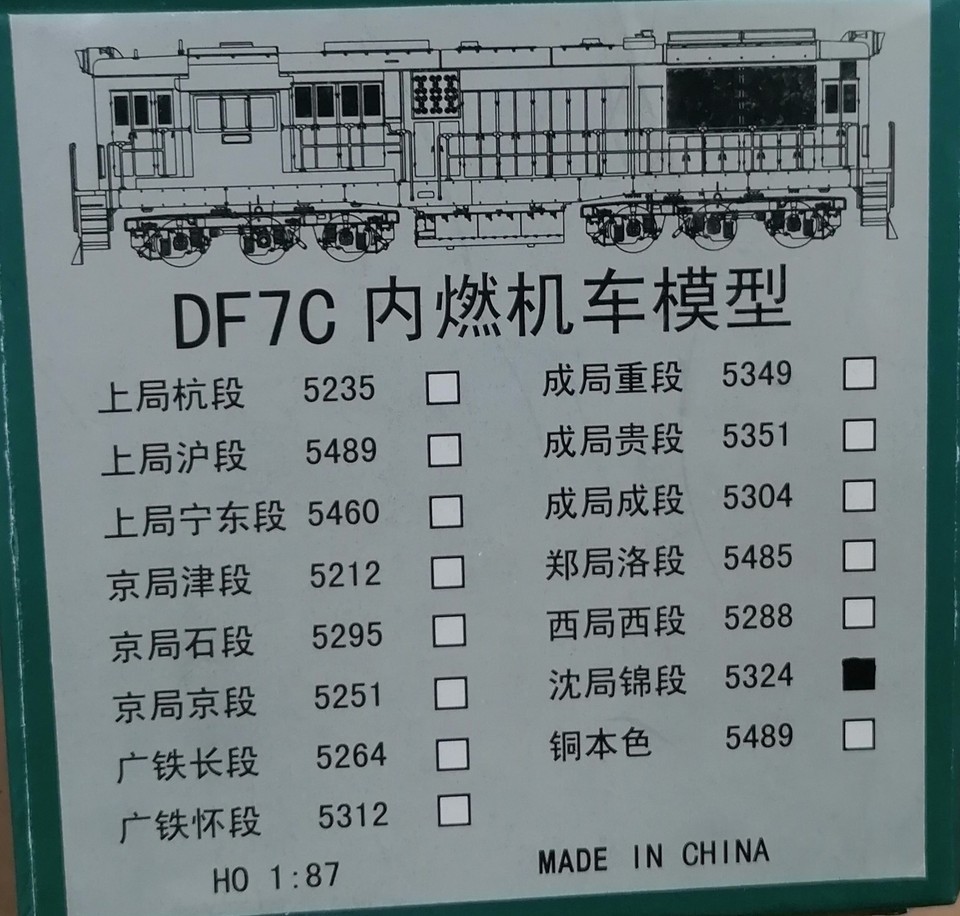 DF7C 内燃机车模型
上局杭段 5235
上局沪段 5489
上局宁东段 5460
京局津段 5212
京局石段 5295
京局京段 5251
广铁长段 5264
广铁怀段 5312
成局重段 5349
成局贵段 5351
成局成段 5304
郑局洛段 5485
西局西段 5288
沈局锦段 5324
铜本色 5489
HO 1:87
MADE IN CHINA